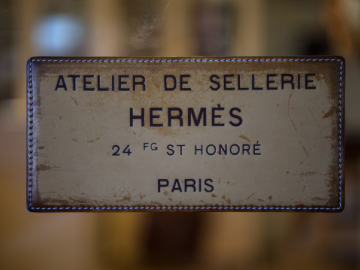 ATELIER DE SELLERIE
HERMÈS
24 FG ST HONORÉ
PARIS